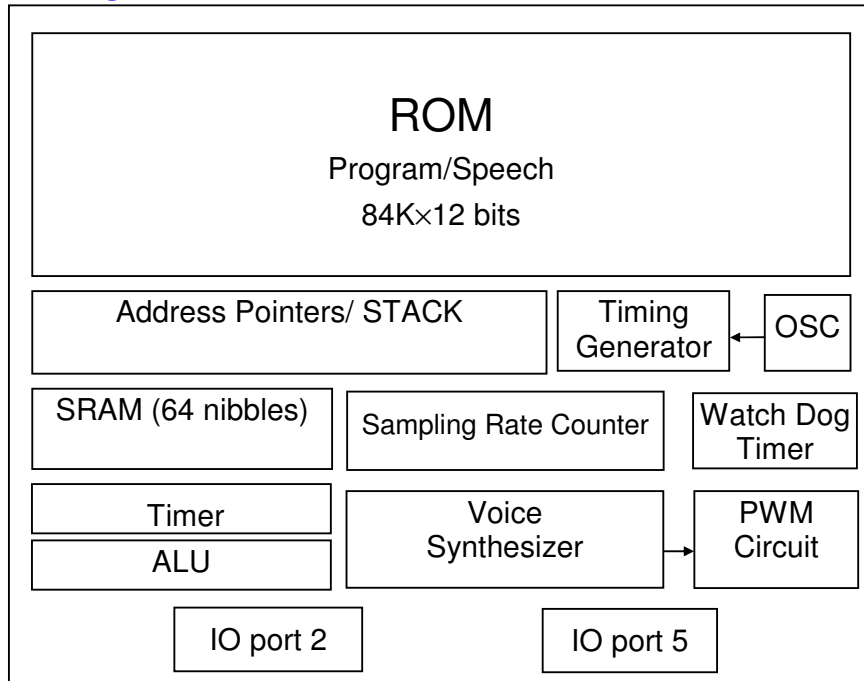 ROM
Program/Speech
84K×12 bits
Address Pointers/ STACK
Timing
Generator
OSC
SRAM (64 nibbles)
Sampling Rate Counter
Watch Dog
Timer
Timer
ALU
Voice
Synthesizer
PWM
Circuit
IO port 2
IO port 5